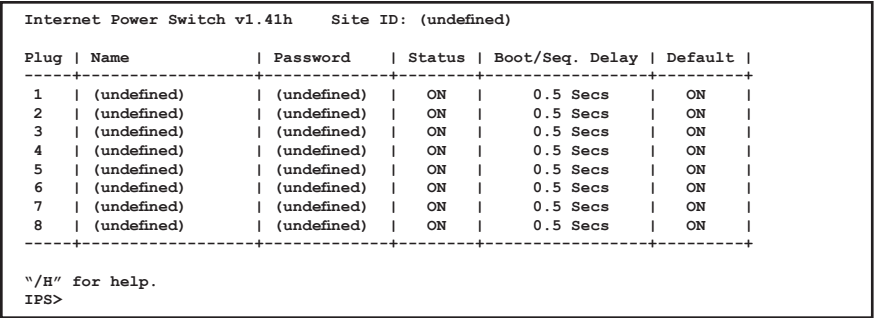 Internet Power Switch v1.41h    Site ID: (undefined)
Plug | Name              | Password    | Status | Boot/Seq. Delay | Default |
-----+-------------------+-------------+--------+-----------------+---------+
1   | (undefined)       | (undefined) |   ON   |     0.5 Secs    |   ON    |
2   | (undefined)       | (undefined) |   ON   |     0.5 Secs    |   ON    |
3   | (undefined)       | (undefined) |   ON   |     0.5 Secs    |   ON    |
4   | (undefined)       | (undefined) |   ON   |     0.5 Secs    |   ON    |
5   | (undefined)       | (undefined) |   ON   |     0.5 Secs    |   ON    |
6   | (undefined)       | (undefined) |   ON   |     0.5 Secs    |   ON    |
7   | (undefined)       | (undefined) |   ON   |     0.5 Secs    |   ON    |
8   | (undefined)       | (undefined) |   ON   |     0.5 Secs    |   ON    |
-----+-------------------+-------------+--------+-----------------+---------+
“/H” for help.
IPS>